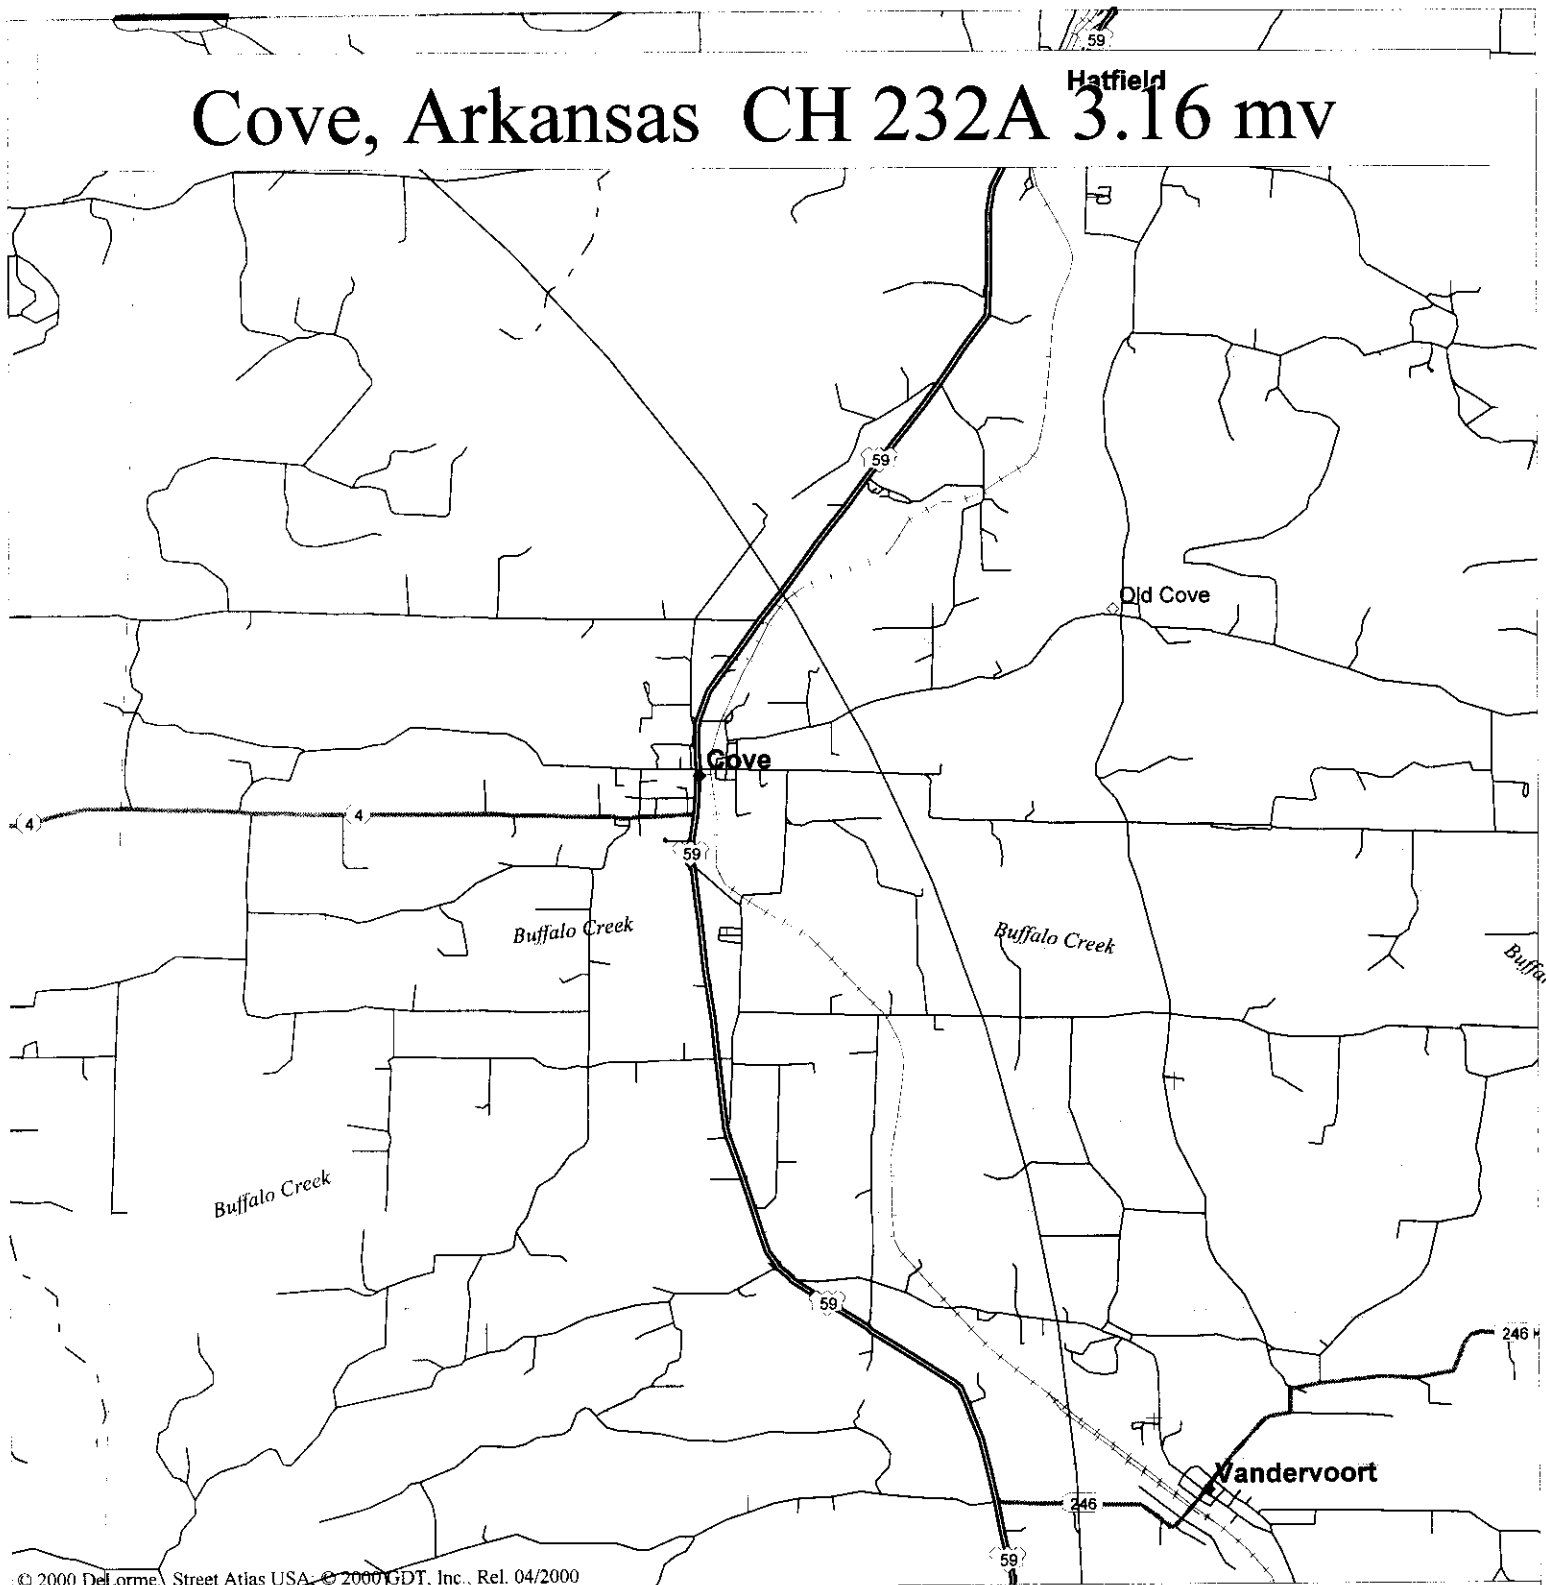 59
Hatfield
Cove, Arkansas CH 232A 3.16 mv
59
Old Cove
Cove
4
4
59
Buffalo Creek
Buffalo Creek
Buffa
Buffalo Creek
59
246
Vandervoort
246
59
© 2000 DeLorme. Street Atlas USA; © 2000 GDT, Inc., Rel. 04/2000